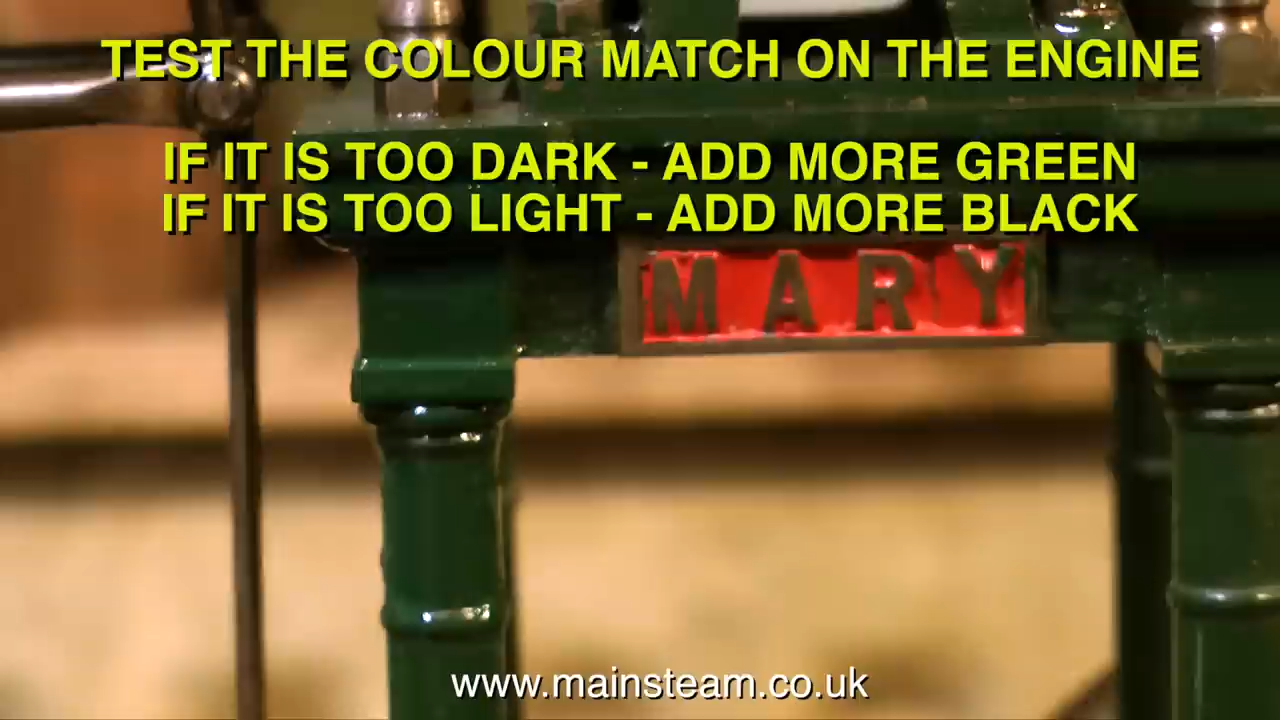 TEST THE COLOUR MATCH ON THE ENGINE
IF IT IS TOO DARK - ADD MORE GREEN
IF IT IS TOO LIGHT - ADD MORE BLACK
MARY
www.mainsteam.co.uk